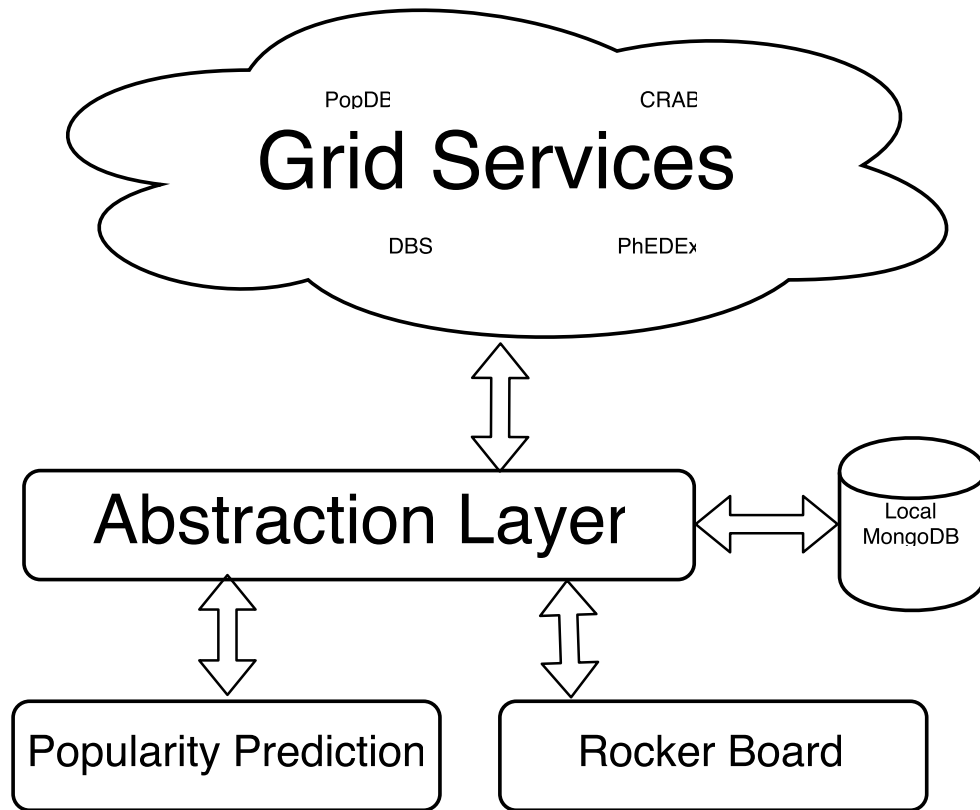 PopDB CRAB
Grid Services
DBS PhEDEx
Abstraction Layer
Local
MongoDB
Popularity Prediction
Rocker Board